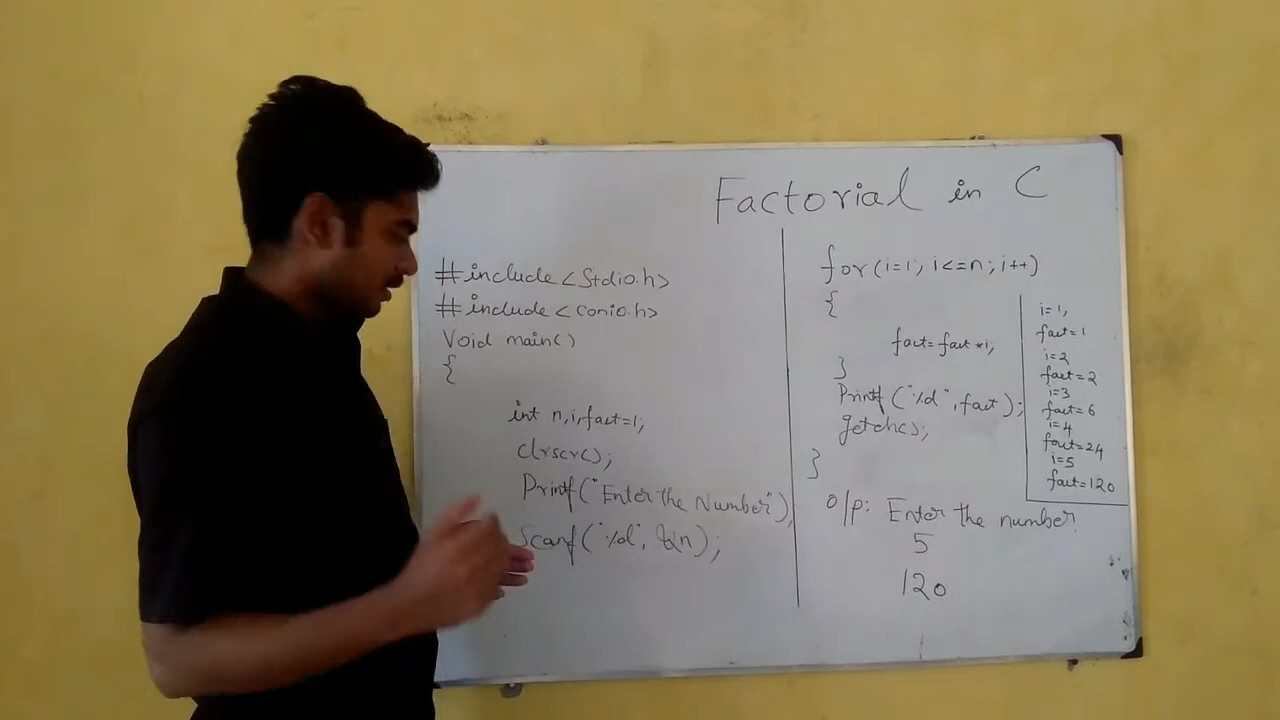 Factorial in C
#include<Stdio.h>
#include<conio.h>
Void main()
{
int n,i,fact=1;
clrscr();
Printf("Enter the Number");
Scanf("%d", &n);
for(i=1; i<=n; i++)
{
fact=fact*i;
}
Printf("%d",fact);
getch();
}
i=1,
fact=1
i=2
fact=2
i=3
fact=6
i=4
fact=24
i=5
fact=120
o/p: Enter the number
5
120